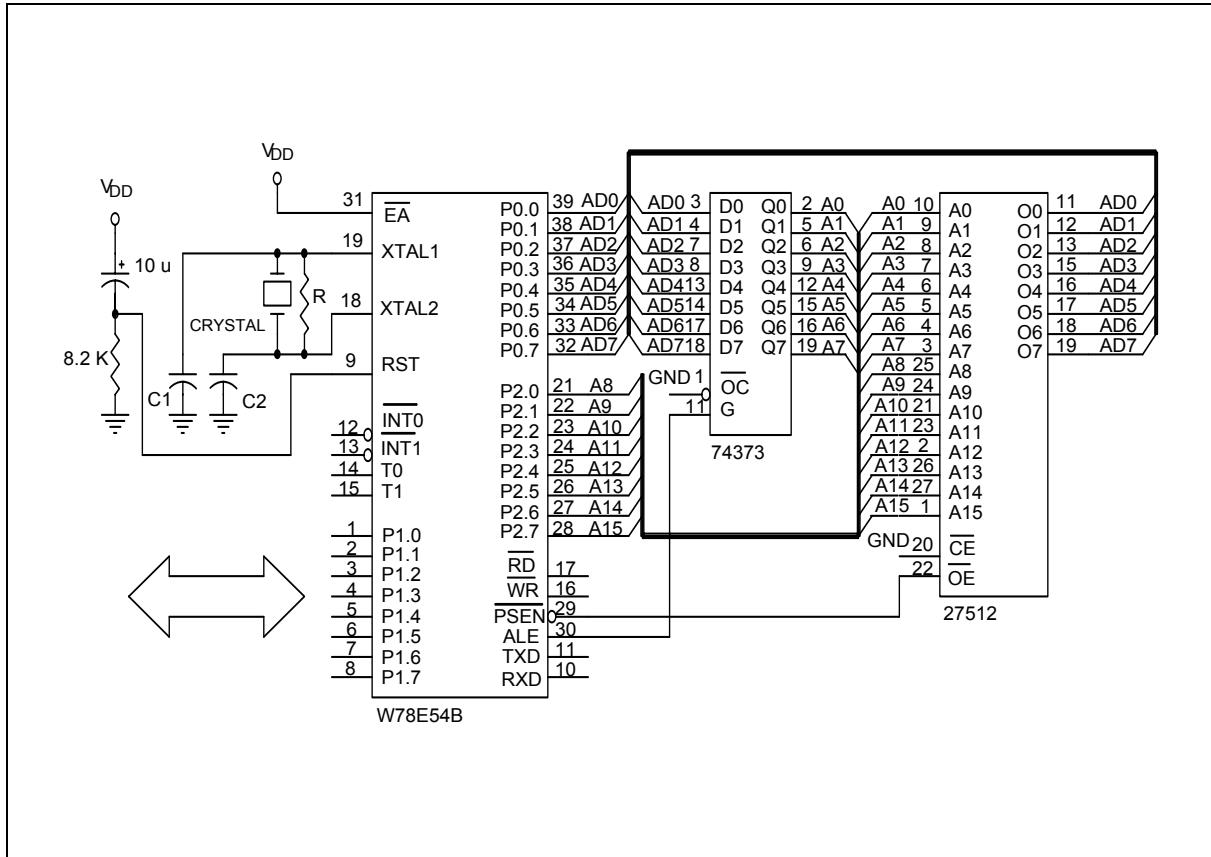 VDD
VDD
10 u
+
8.2 K
C1
C2
CRYSTAL
R
31
19
18
9
12
13
14
15
1
2
3
4
5
6
7
8
EA
XTAL1
XTAL2
RST
INT0
INT1
T0
T1
P1.0
P1.1
P1.2
P1.3
P1.4
P1.5
P1.6
P1.7
P0.0 39 AD0
P0.1 38 AD1
P0.2 37 AD2
P0.3 36 AD3
P0.4 35 AD4
P0.5 34 AD5
P0.6 33 AD6
P0.7 32 AD7
P2.0 21 A8
P2.1 22 A9
P2.2 23 A10
P2.3 24 A11
P2.4 25 A12
P2.5 26 A13
P2.6 27 A14
P2.7 28 A15
RD 17
WR 16
PSEN 29
ALE 30
TXD 11
RXD 10
W78E54B
AD0 3 D0 Q0 2 A0
AD1 4 D1 Q1 5 A1
AD2 7 D2 Q2 6 A2
AD3 8 D3 Q3 9 A3
AD4 13 D4 Q4 12 A4
AD5 14 D5 Q5 15 A5
AD6 17 D6 Q6 16 A6
AD7 18 D7 Q7 19 A7
GND 1 OC
11 G
74373
A0 10 A0
A1 9 A1
A2 8 A2
A3 7 A3
A4 6 A4
A5 5 A5
A6 4 A6
A7 3 A7
A8 25 A8
A9 24 A9
A10 21 A10
A11 23 A11
A12 2 A12
A13 26 A13
A14 27 A14
A15 1 A15
GND 20 CE
22 OE
O0 11 AD0
O1 12 AD1
O2 13 AD2
O3 15 AD3
O4 16 AD4
O5 17 AD5
O6 18 AD6
O7 19 AD7
27512